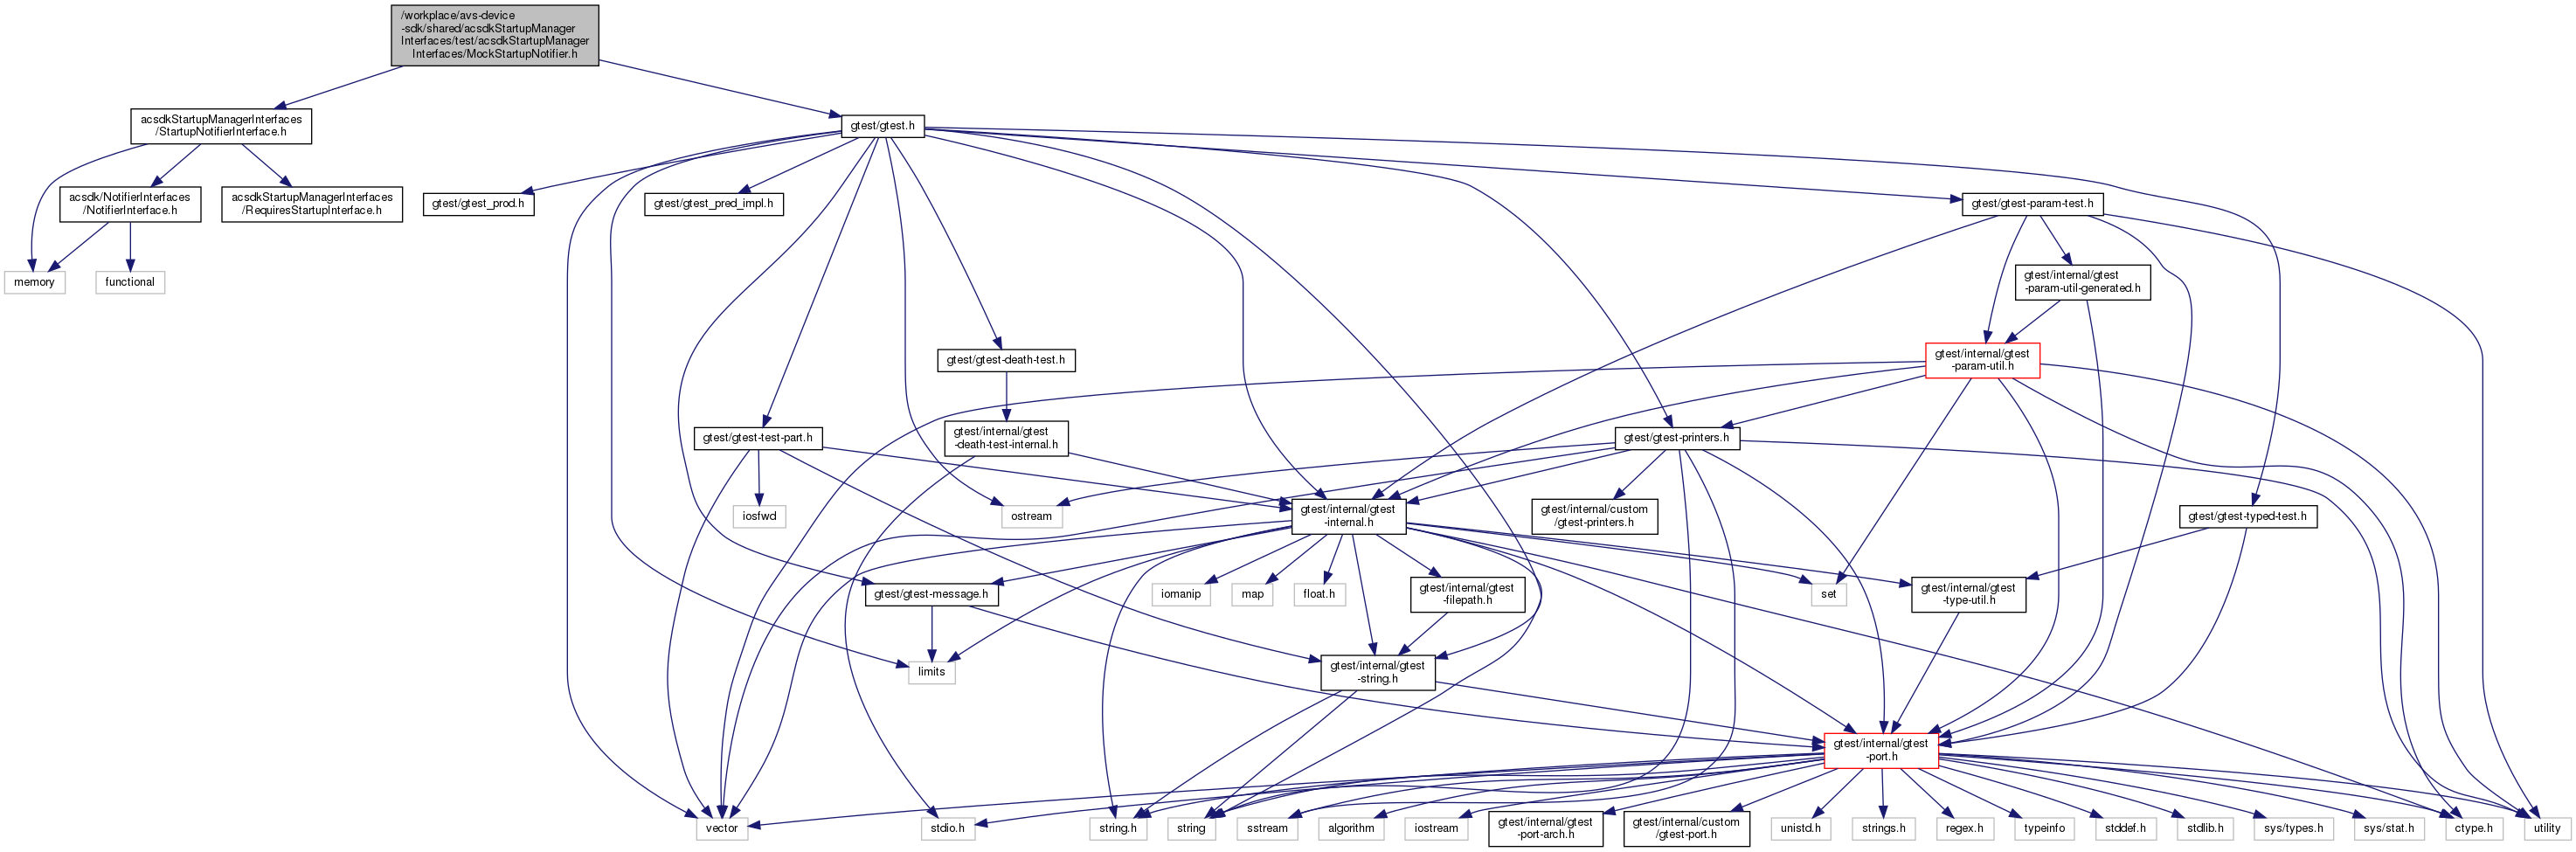 /workplace/avs-device
-sdk/shared/acsdkStartupManager
Interfaces/test/acsdkStartupManager
Interfaces/MockStartupNotifier.h
acsdkStartupManagerInterfaces
/StartupNotifierInterface.h
gtest/gtest.h
acsdk/NotifierInterfaces
/NotifierInterface.h
acsdkStartupManagerInterfaces
/RequiresStartupInterface.h
gtest/gtest_prod.h
gtest/gtest_pred_impl.h
gtest/gtest-param-test.h
memory
functional
gtest/internal/gtest
-param-util-generated.h
gtest/gtest-death-test.h
gtest/internal/gtest
-param-util.h
gtest/gtest-test-part.h
gtest/internal/gtest
-death-test-internal.h
gtest/gtest-printers.h
iosfwd
ostream
gtest/internal/gtest
-internal.h
gtest/internal/custom
/gtest-printers.h
gtest/gtest-typed-test.h
gtest/gtest-message.h
iomanip
map
float.h
gtest/internal/gtest
-filepath.h
set
gtest/internal/gtest
-type-util.h
limits
gtest/internal/gtest
-string.h
gtest/internal/gtest
-port.h
vector
stdio.h
string.h
string
sstream
algorithm
iostream
gtest/internal/gtest
-port-arch.h
gtest/internal/custom
/gtest-port.h
unistd.h
strings.h
regex.h
typeinfo
stddef.h
stdlib.h
sys/types.h
sys/stat.h
ctype.h
utility